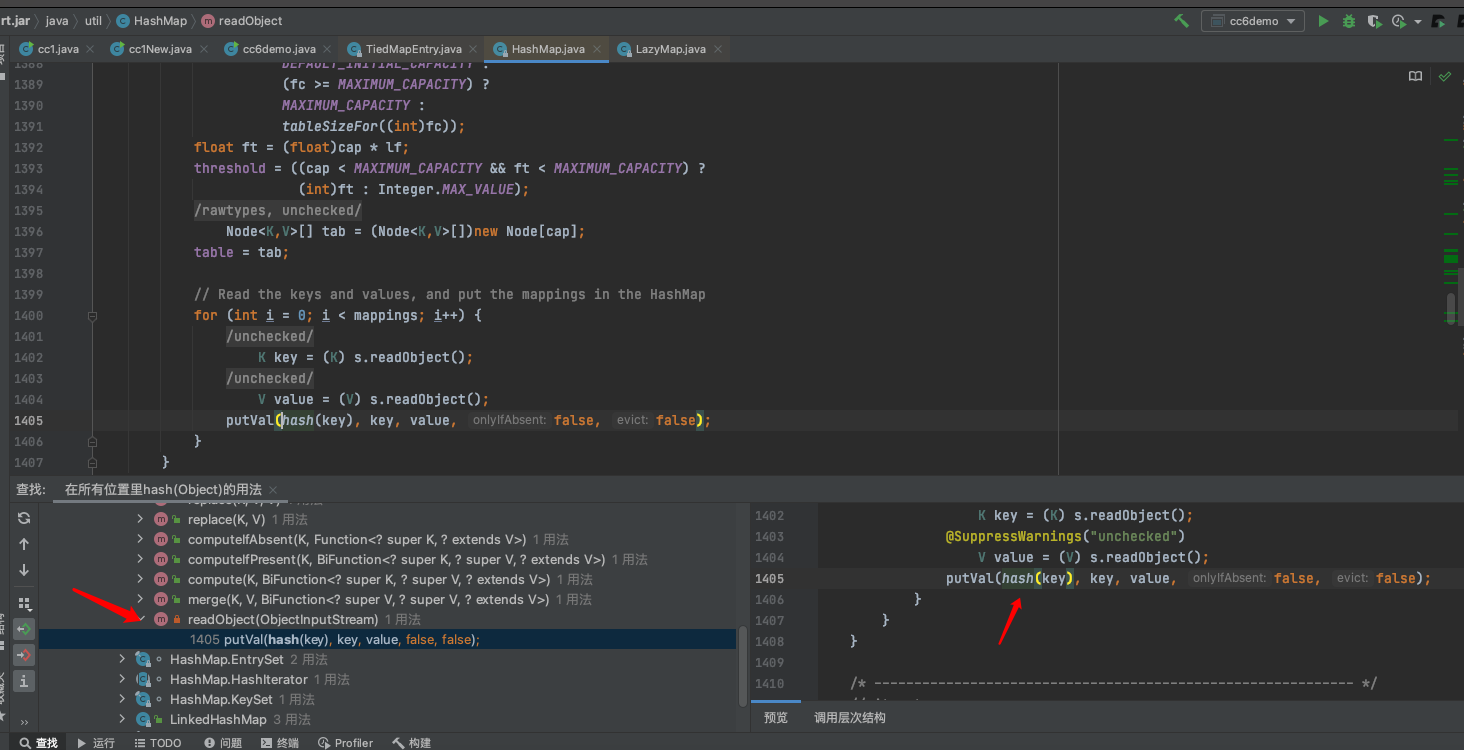 rt.jar java util HashMap readObject cc6demo
cc1.java cc1New.java cc6demo.java TiedMapEntry.java HashMap.java LazyMap.java
1388 DEFAULT_INITIAL_CAPACITY :
1389 (fc >= MAXIMUM_CAPACITY) ?
1390 MAXIMUM_CAPACITY :
1391 tableSizeFor((int)fc));
1392 float ft = (float)cap * lf;
1393 threshold = ((cap < MAXIMUM_CAPACITY && ft < MAXIMUM_CAPACITY) ?
1394 (int)ft : Integer.MAX_VALUE);
1395 /rawtypes, unchecked/
1396 Node<K,V>[] tab = (Node<K,V>[])new Node[cap];
1397 table = tab;
1398
1399 // Read the keys and values, and put the mappings in the HashMap
1400 for (int i = 0; i < mappings; i++) {
1401 /unchecked/
1402 K key = (K) s.readObject();
1403 /unchecked/
1404 V value = (V) s.readObject();
1405 putVal(hash(key), key, value, onlyIfAbsent: false, evict: false);
1406 }
1407 }
查找: 在所有位置里hash(Object)的用法
replace(K, V) 1 用法
computeIfAbsent(K, Function<? super K, ? extends V>) 1 用法
computeIfPresent(K, BiFunction<? super K, ? super V, ? extends V>) 1 用法
compute(K, BiFunction<? super K, ? super V, ? extends V>) 1 用法
merge(K, V, BiFunction<? super V, ? super V, ? extends V>) 1 用法
readObject(ObjectInputStream) 1 用法
1405 putVal(hash(key), key, value, false, false);
HashMap.EntrySet 2 用法
HashMap.HashIterator 1 用法
HashMap.KeySet 1 用法
LinkedHashMap 3 用法
1402 K key = (K) s.readObject();
1403 @SuppressWarnings("unchecked")
1404 V value = (V) s.readObject();
1405 putVal(hash(key), key, value, onlyIfAbsent: false, evict: false);
1406 }
1407 }
1408 }
1409
1410 /* ------------------------------------------------------------ */
预览 调用层次结构
查找 运行 TODO 问题 终端 Profiler 构建